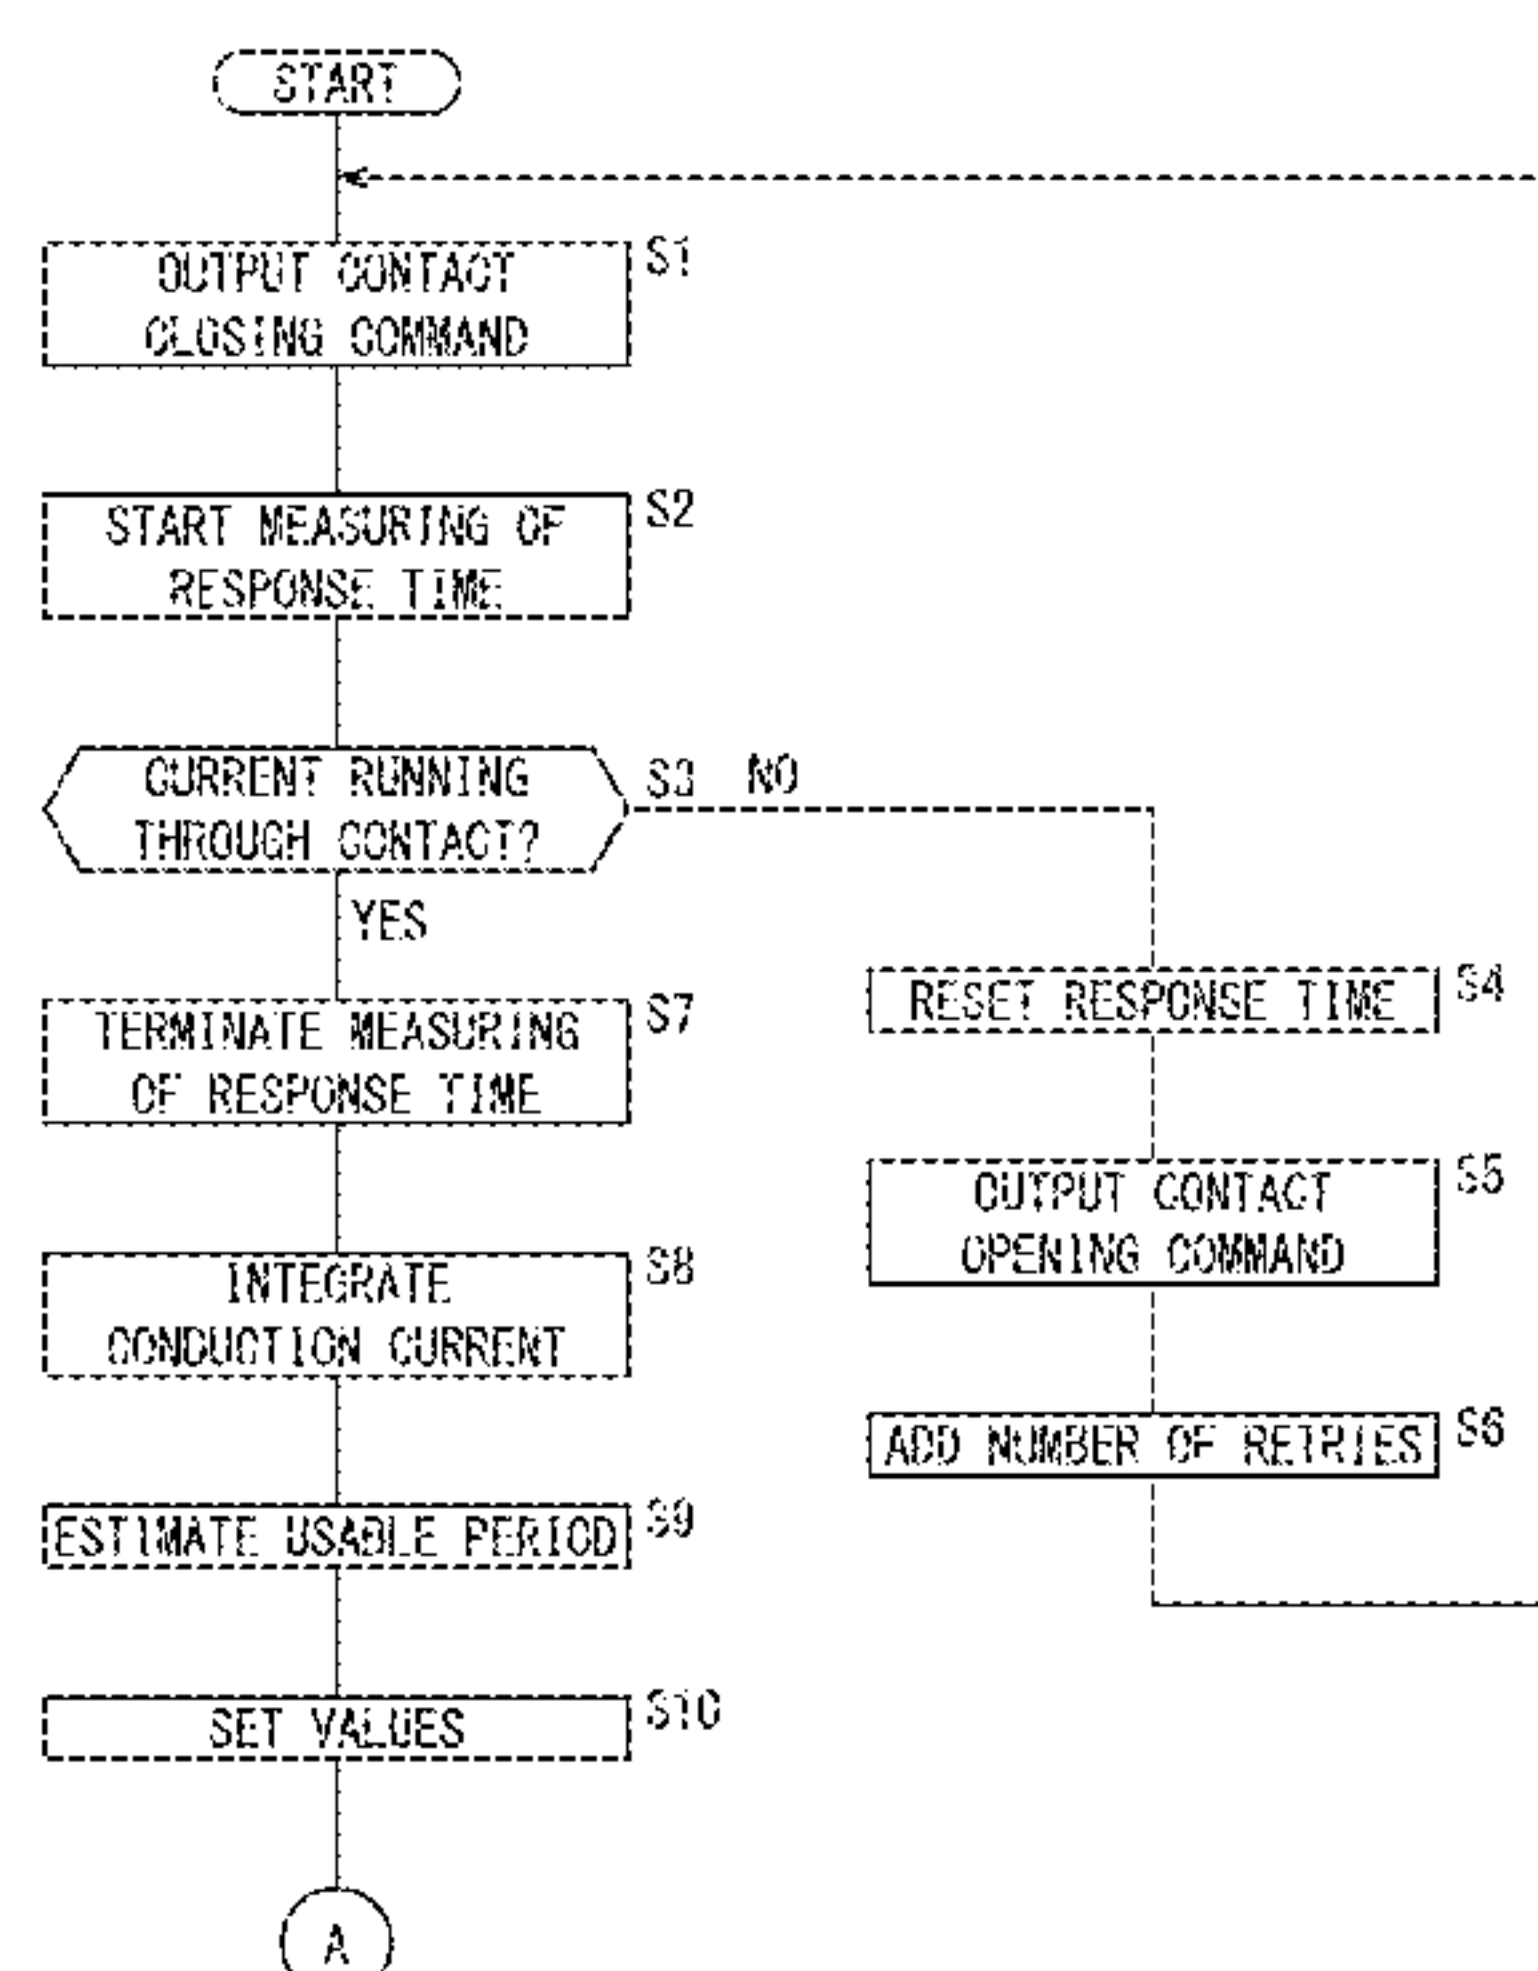 START
OUTPUT CONTACT
CLOSING COMMAND
S1
START MEASURING OF
RESPONSE TIME
S2
CURRENT RUNNING
THROUGH CONTACT?
S3
NO
YES
RESET RESPONSE TIME
S4
OUTPUT CONTACT
OPENING COMMAND
S5
ADD NUMBER OF RETRIES
S6
TERMINATE MEASURING
OF RESPONSE TIME
S7
INTEGRATE
CONDUCTION CURRENT
S8
ESTIMATE USABLE PERIOD
S9
SET VALUES
S10
A